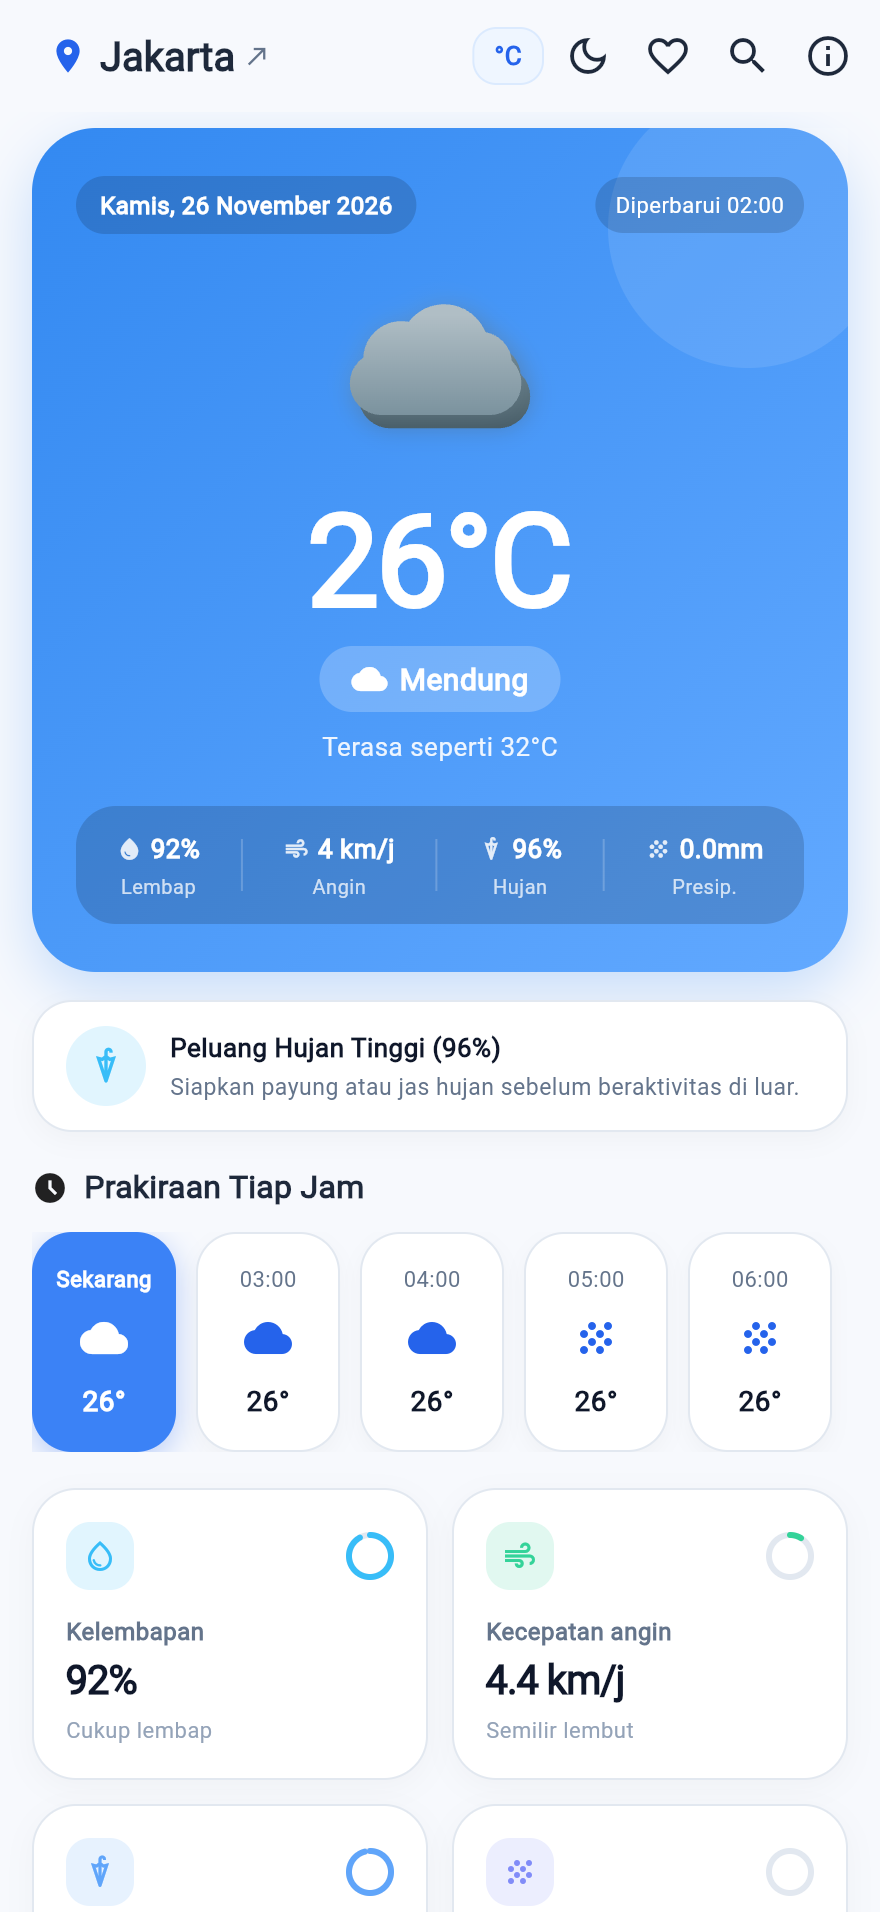 Jakarta
°C
Kamis, 26 November 2026
Diperbarui 02:00
26°C
Mendung
Terasa seperti 32°C
92% 4 km/j 96% 0.0mm
Lembap Angin Hujan Presip.
Peluang Hujan Tinggi (96%)
Siapkan payung atau jas hujan sebelum beraktivitas di luar.
Prakiraan Tiap Jam
Sekarang 03:00 04:00 05:00 06:00
26° 26° 26° 26° 26°
Kelembapan
92%
Cukup lembap
Kecepatan angin
4.4 km/j
Semilir lembut